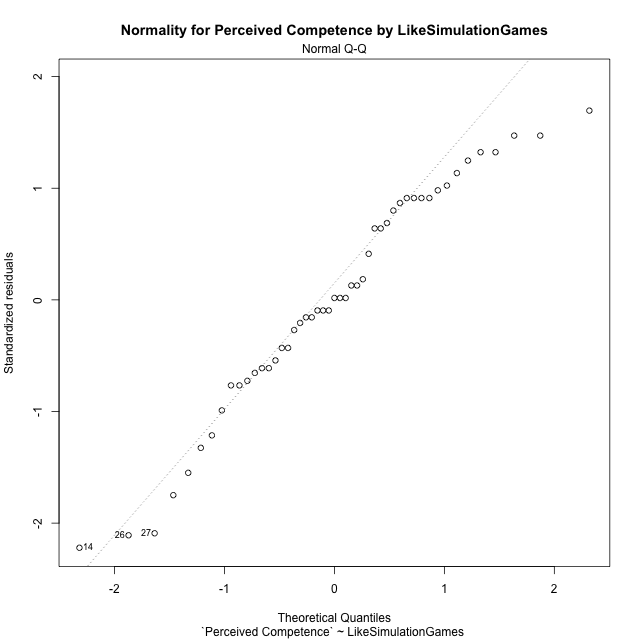 Normality for Perceived Competence by LikeSimulationGames
Normal Q-Q
Standardized residuals
2
1
0
-1
-2
14
26
27
-2
-1
0
1
2
Theoretical Quantiles
`Perceived Competence` ~ LikeSimulationGames